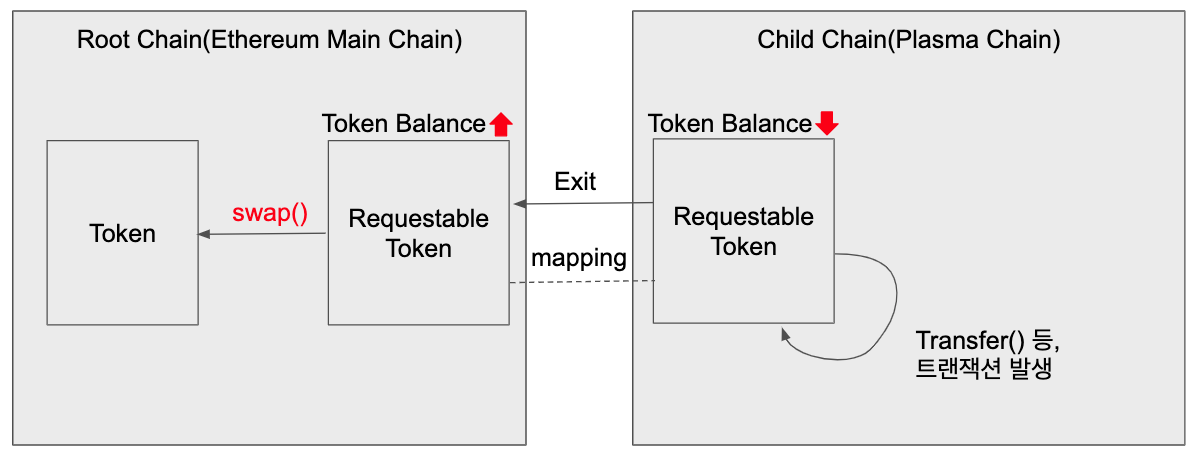 Root Chain(Ethereum Main Chain)
Token Balance
Token
swap()
Requestable
Token
Exit
mapping
Child Chain(Plasma Chain)
Token Balance
Requestable
Token
Transfer() 등,
트랜잭션 발생